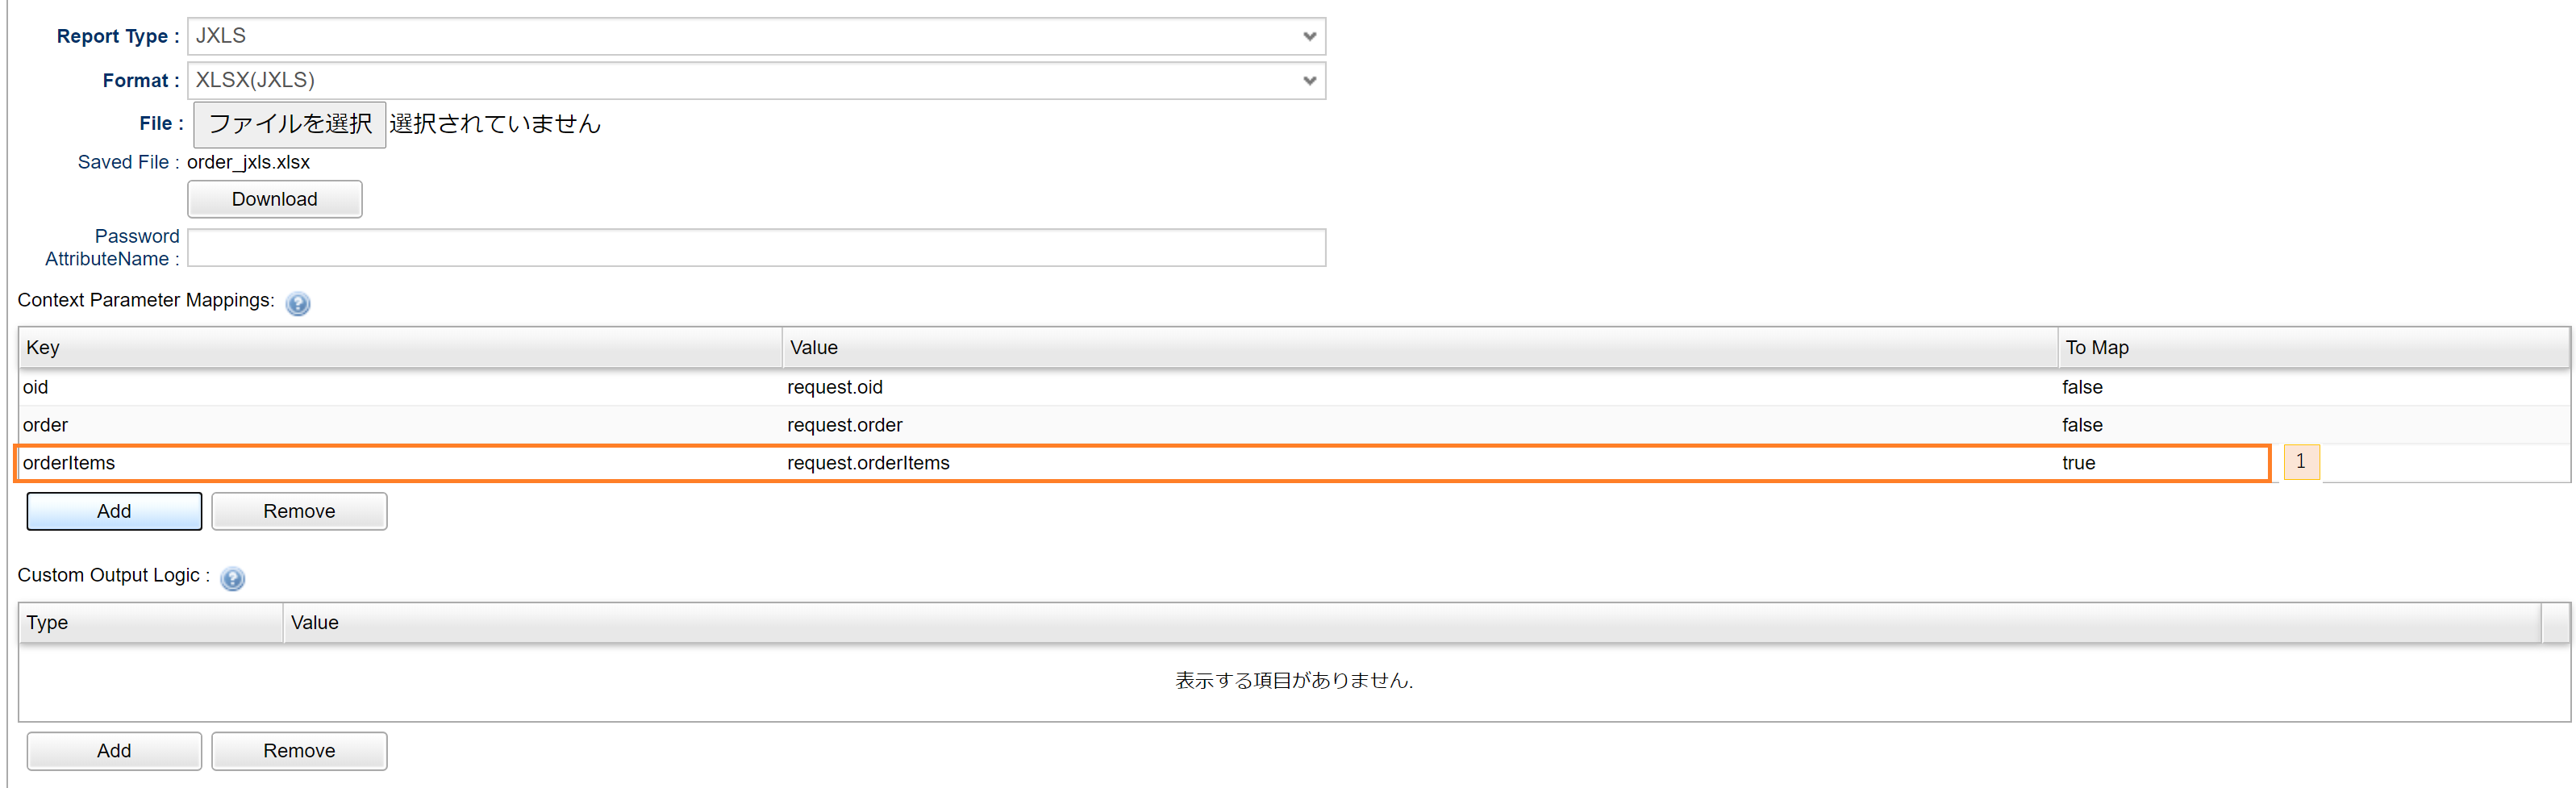 Report Type : JXLS
Format : XLSX(JXLS)
File : ファイルを選択 選択されていません
Saved File : order_jxls.xlsx
Download
Password
AttributeName :
Context Parameter Mappings: ?
Key Value To Map
oid request.oid false
order request.order false
orderItems request.orderItems true 1
Add Remove
Custom Output Logic : ?
Type Value
表示する項目がありません.
Add Remove